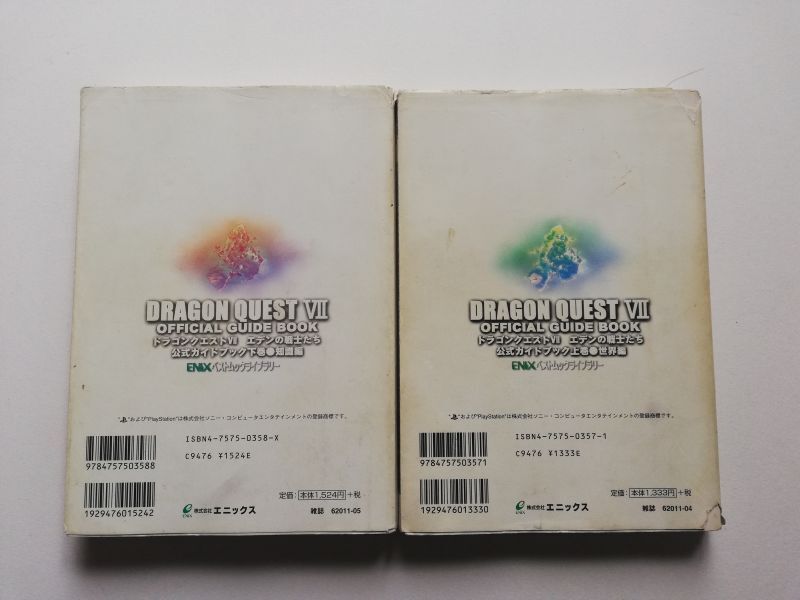 DRAGON QUEST VII
OFFICIAL GUIDE BOOK
ドラゴンクエストVII エデンの戦士たち
公式ガイドブック下巻●知識編
ENIXベストムックライブラリー
"PS"および"PlayStation"は株式会社ソニー・コンピュータエンタテインメントの登録商標です。
ISBN4-7575-0358-X
C9476 ¥1524E
9784757503588
定価:本体1,524円+税
1929476015242
ENIX 株式会社エニックス
雑誌 62011-05
DRAGON QUEST VII
OFFICIAL GUIDE BOOK
ドラゴンクエストVII エデンの戦士たち
公式ガイドブック上巻●世界編
ENIXベストムックライブラリー
"PS"および"PlayStation"は株式会社ソニー・コンピュータエンタテインメントの登録商標です。
ISBN4-7575-0357-1
C9476 ¥1333E
9784757503571
定価:本体1,333円+税
1929476013330
ENIX 株式会社エニックス
雑誌 62011-04